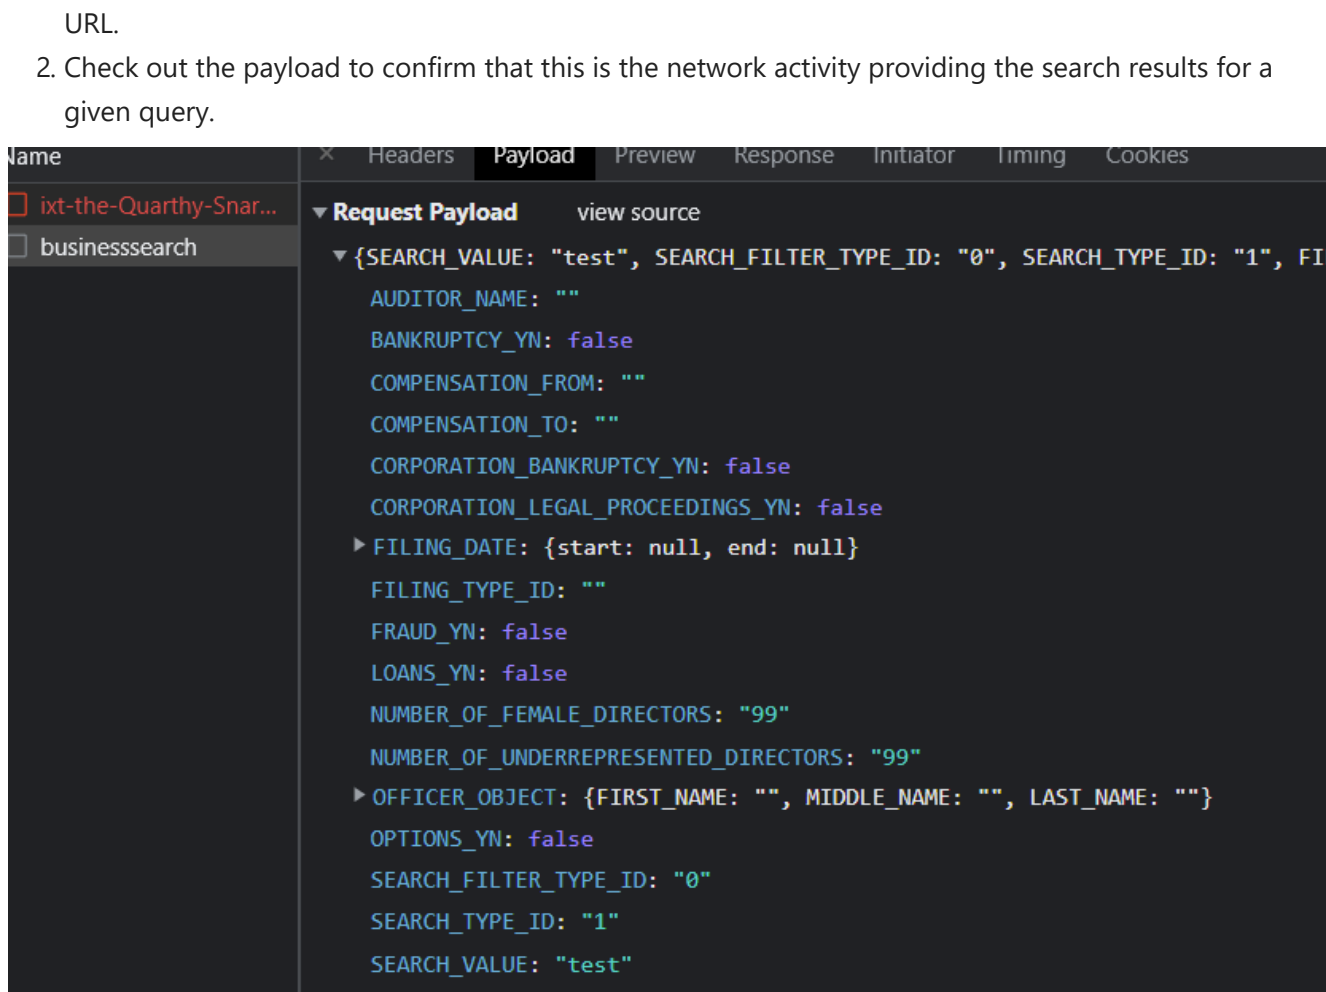 URL.
2. Check out the payload to confirm that this is the network activity providing the search results for a
given query.
Name
× Headers Payload Preview Response Initiator Timing Cookies
ixt-the-Quarthy-Snar...
▼ Request Payload view source
businesssearch
▼ {SEARCH_VALUE: "test", SEARCH_FILTER_TYPE_ID: "0", SEARCH_TYPE_ID: "1", FI
AUDITOR_NAME: ""
BANKRUPTCY_YN: false
COMPENSATION_FROM: ""
COMPENSATION_TO: ""
CORPORATION_BANKRUPTCY_YN: false
CORPORATION_LEGAL_PROCEEDINGS_YN: false
▶ FILING_DATE: {start: null, end: null}
FILING_TYPE_ID: ""
FRAUD_YN: false
LOANS_YN: false
NUMBER_OF_FEMALE_DIRECTORS: "99"
NUMBER_OF_UNDERREPRESENTED_DIRECTORS: "99"
▶ OFFICER_OBJECT: {FIRST_NAME: "", MIDDLE_NAME: "", LAST_NAME: ""}
OPTIONS_YN: false
SEARCH_FILTER_TYPE_ID: "0"
SEARCH_TYPE_ID: "1"
SEARCH_VALUE: "test"